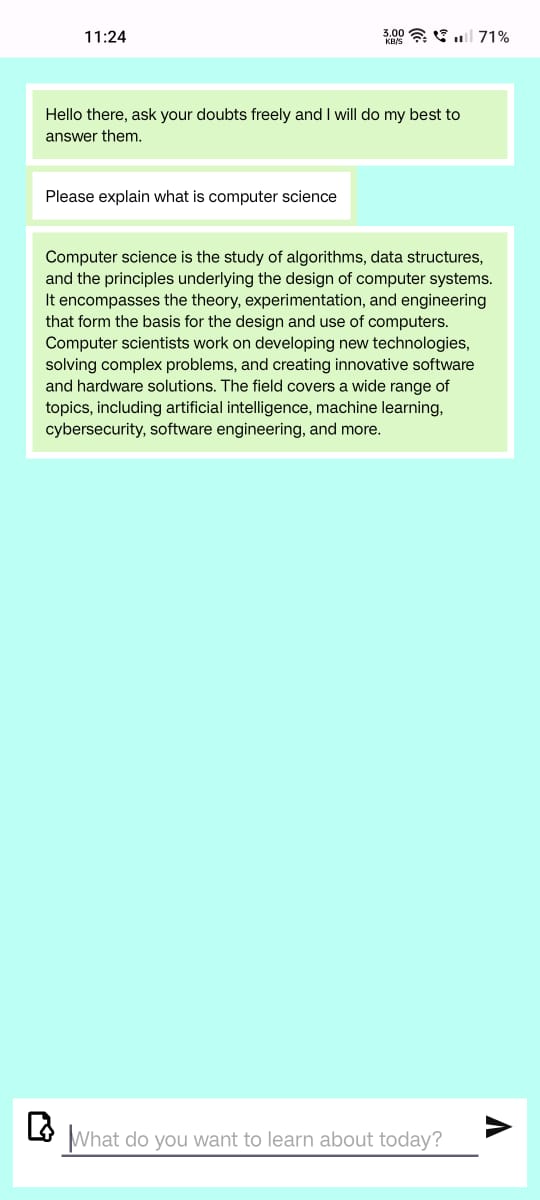 11:24
3.00
KB/S
71%
Hello there, ask your doubts freely and I will do my best to
answer them.
Please explain what is computer science
Computer science is the study of algorithms, data structures,
and the principles underlying the design of computer systems.
It encompasses the theory, experimentation, and engineering
that form the basis for the design and use of computers.
Computer scientists work on developing new technologies,
solving complex problems, and creating innovative software
and hardware solutions. The field covers a wide range of
topics, including artificial intelligence, machine learning,
cybersecurity, software engineering, and more.
What do you want to learn about today?